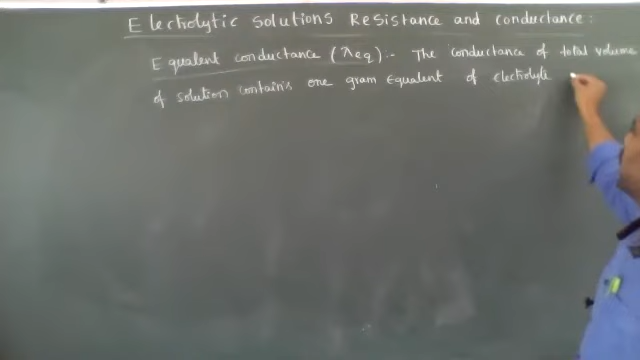 Electrolytic solutions Resistance and conductance :
Equalent conductance (λeq) :- The conductance of total volume
of solution contains one gram Equalent of electrolyte